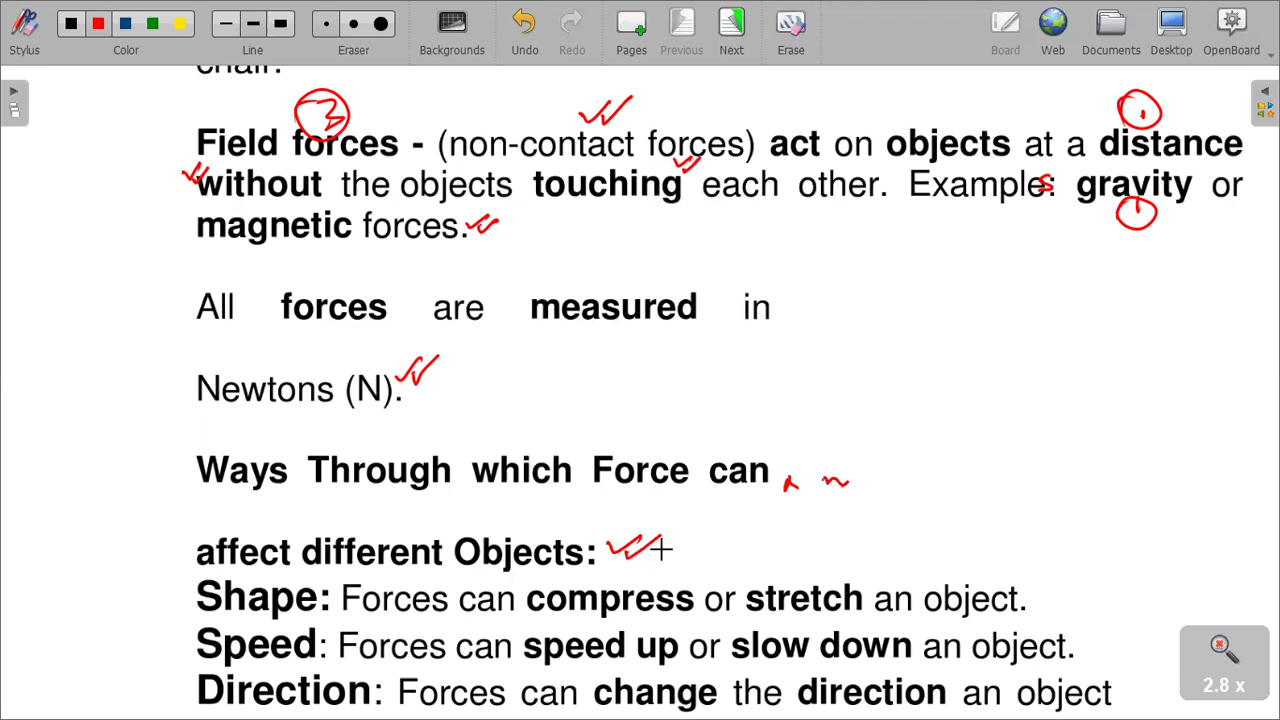 Stylus
Color
Line
Eraser
Backgrounds
Undo
Redo
Pages
Previous
Next
Erase
Board
Web
Documents
Desktop
OpenBoard
chair.
3
Field forces - (non-contact forces) act on objects at a distance
without the objects touching each other. Examples: gravity or
magnetic forces.
All forces are measured in
Newtons (N).
Ways Through which Force can
affect different Objects:
Shape: Forces can compress or stretch an object.
Speed: Forces can speed up or slow down an object.
Direction: Forces can change the direction an object
2.8 x